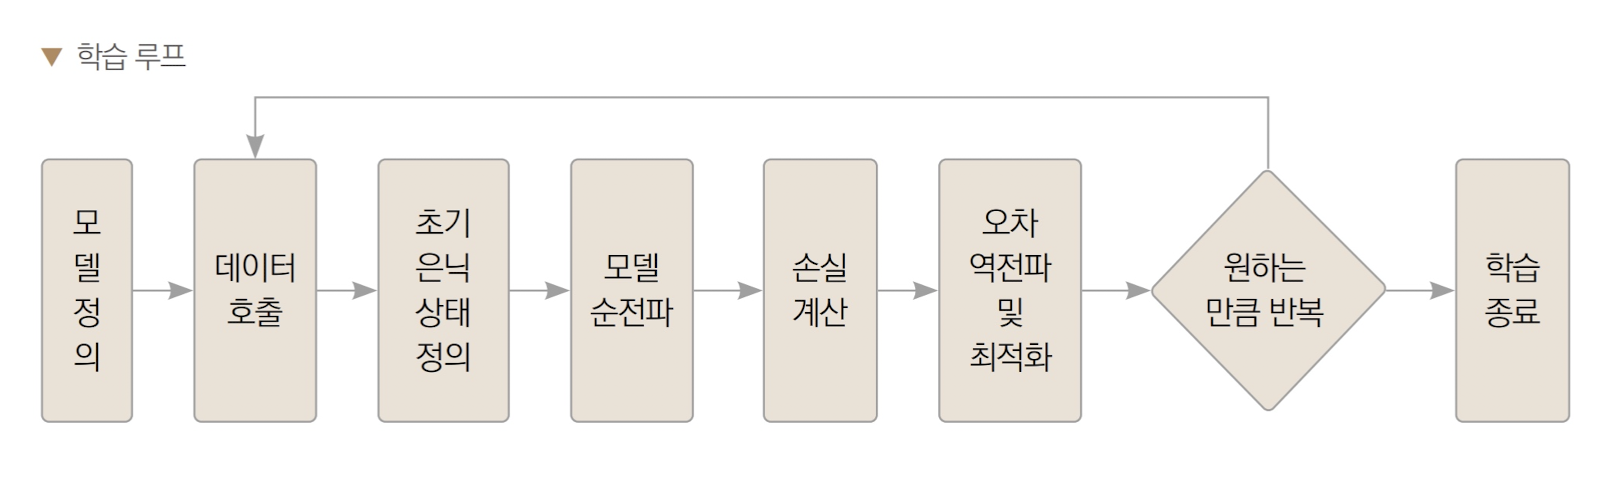 ▼ 학습 루프
모
델
정
의
데이터
호출
초기
은닉
상태
정의
모델
순전파
손실
계산
오차
역전파
및
최적화
원하는
만큼 반복
학습
종료